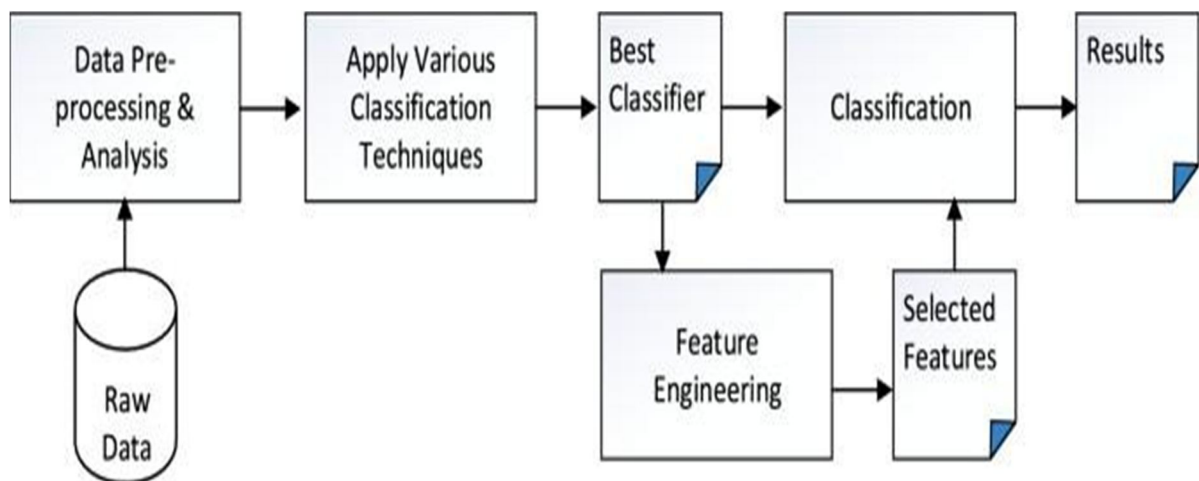 Data Pre-
processing &
Analysis
Apply Various
Classification
Techniques
Best
Classifier
Classification
Results
Raw
Data
Feature
Engineering
Selected
Features